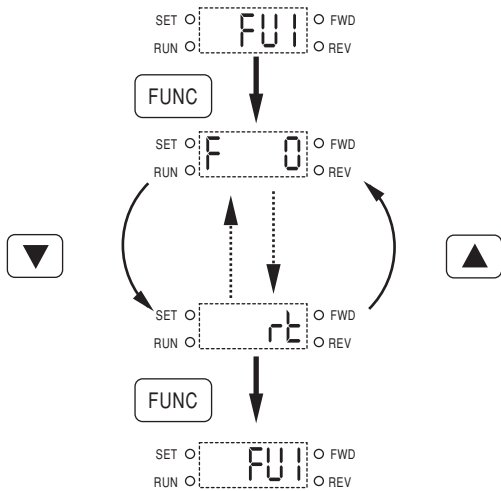 SET FU1 FWD
RUN REV
FUNC
SET F 0 FWD
RUN REV
▼ ▲
SET rt FWD
RUN REV
FUNC
SET FU1 FWD
RUN REV